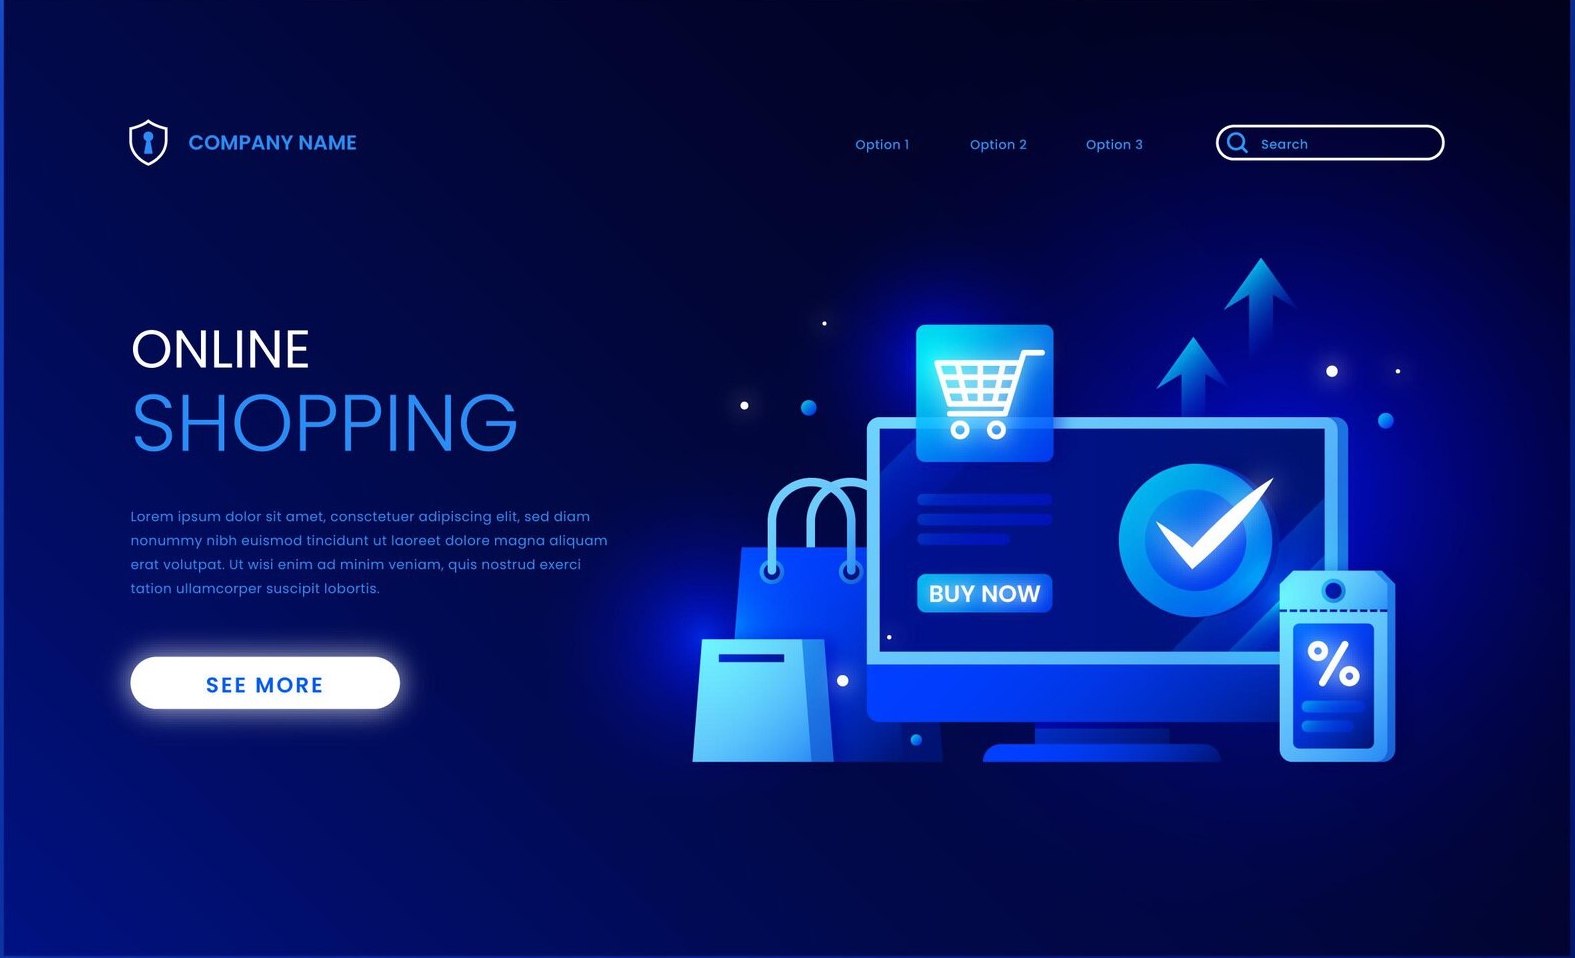 COMPANY NAME
Option 1
Option 2
Option 3
Search
ONLINE
SHOPPING
Lorem ipsum dolor sit amet, consctetuer adipiscing elit, sed diam
nonummy nibh euismod tincidunt ut laoreet dolore magna aliquam
erat volutpat. Ut wisi enim ad minim veniam, quis nostrud exerci
tation ullamcorper suscipit lobortis.
SEE MORE
BUY NOW
%